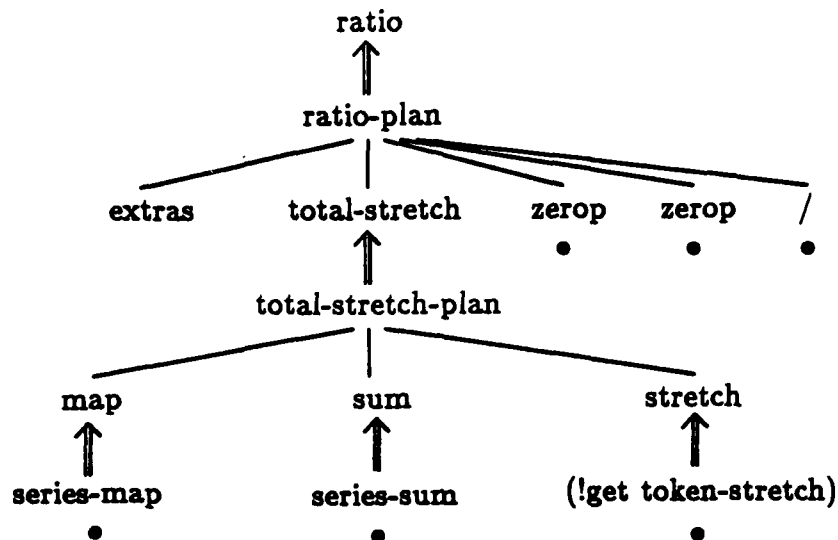 ratio
ratio-plan
extras total-stretch zerop zerop /
total-stretch-plan
map sum stretch
series-map series-sum (!get token-stretch)